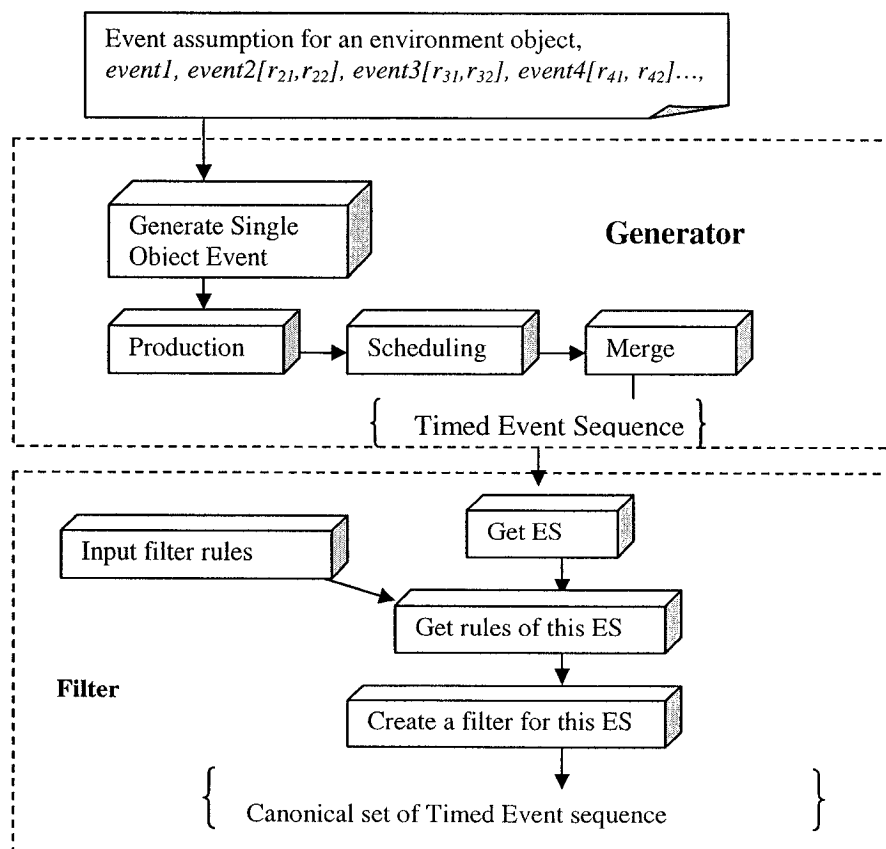 Event assumption for an environment object,
event1, event2[r21,r22], event3[r31,r32], event4[r41, r42]...,
Generate Single
Object Event
Generator
Production
Scheduling
Merge
{ Timed Event Sequence }
Get ES
Input filter rules
Get rules of this ES
Filter
Create a filter for this ES
{ Canonical set of Timed Event sequence }